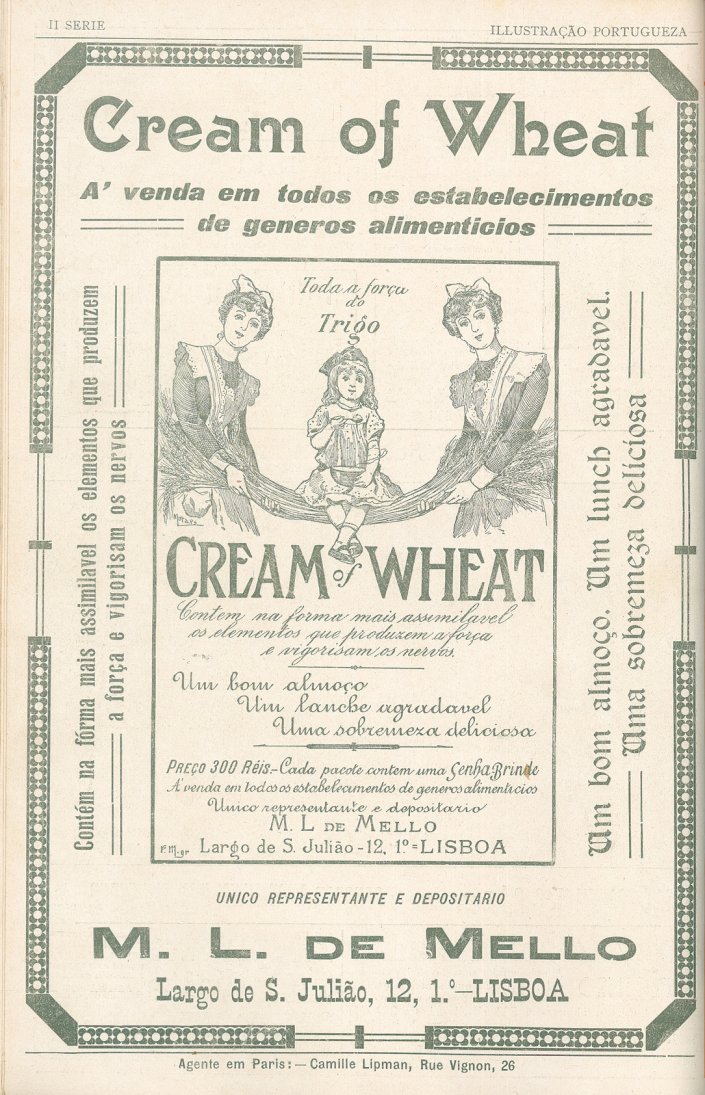 II SERIE
ILLUSTRAÇÃO PORTUGUEZA
Cream of Wheat
A' venda em todos os estabelecimentos
de generos alimenticios
Contém na fórma mais assimilavel os elementos que produzem
a força e vigorisam os nervos
Toda a força
do
Trigo
CREAM of WHEAT
Contem na forma mais assimilavel
os elementos que produzem a força
e vigorisam os nervos.
Um bom almoço
Um lanche agradavel
Uma sobremeza deliciosa
PREÇO 300 Réis.-Cada pacote contem uma Senha Brinde
A venda em todos os estabelecimentos de generos alimenticios
Unico representante e depositario
M. L DE MELLO
Largo de S. Julião - 12, 1.º = LISBOA
Um bom almoço. Um lunch agradavel.
Uma sobremeza deliciosa
UNICO REPRESENTANTE E DEPOSITARIO
M. L. DE MELLO
Largo de S. Julião, 12, 1.º—LISBOA
Agente em Paris:—Camille Lipman, Rue Vignon, 26